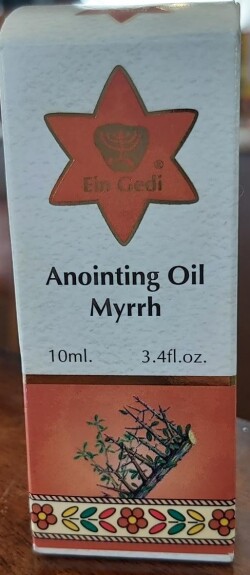 ®
Ein Gedi
Anointing Oil
Myrrh
10ml. 3.4fl.oz.